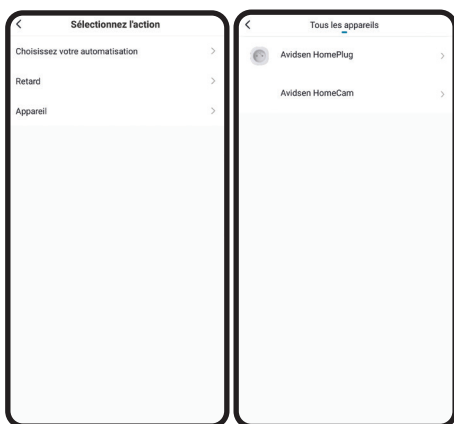 Sélectionnez l'action
Choisissez votre automatisation
Retard
Appareil
Tous les appareils
Avidsen HomePlug
Avidsen HomeCam